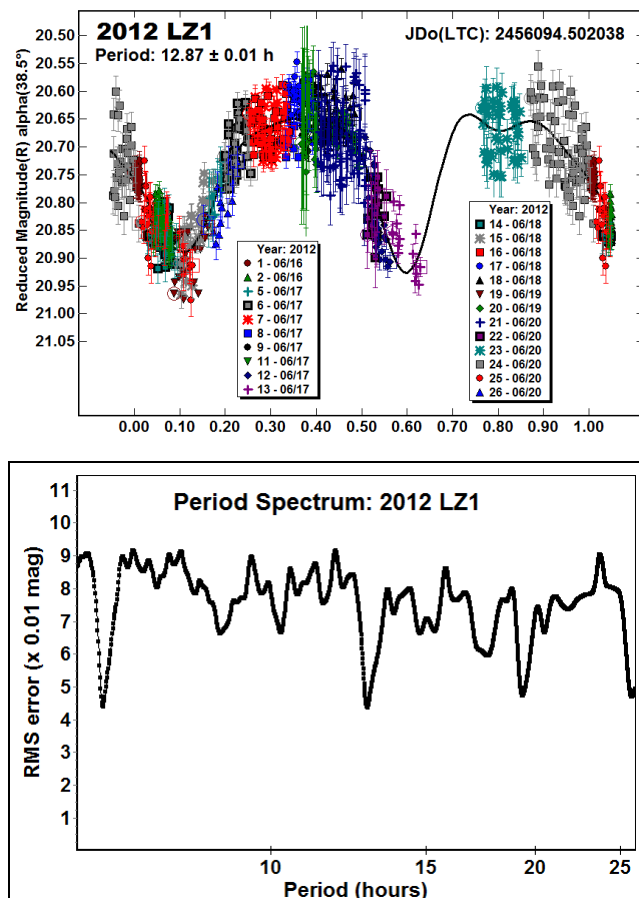 2012 LZ1
Period: 12.87 ± 0.01 h
JDo(LTC): 2456094.502038
Reduced Magnitude(R) alpha(38.5°)
20.50
20.55
20.60
20.65
20.70
20.75
20.80
20.85
20.90
20.95
21.00
21.05
Year: 2012
1 - 06/16
2 - 06/16
5 - 06/17
6 - 06/17
7 - 06/17
8 - 06/17
9 - 06/17
11 - 06/17
12 - 06/17
13 - 06/17
Year: 2012
14 - 06/18
15 - 06/18
16 - 06/18
17 - 06/18
18 - 06/18
19 - 06/19
20 - 06/19
21 - 06/20
22 - 06/20
23 - 06/20
24 - 06/20
25 - 06/20
26 - 06/20
0.00 0.10 0.20 0.30 0.40 0.50 0.60 0.70 0.80 0.90 1.00
Period Spectrum: 2012 LZ1
RMS error (x 0.01 mag)
11
10
9
8
7
6
5
4
3
2
1
10 15 20 25
Period (hours)